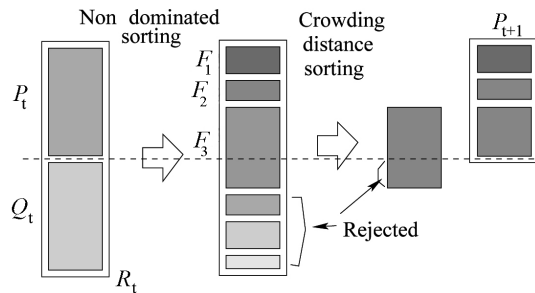 Non dominated
sorting
Crowding
distance
sorting
P_t+1
F_1
F_2
P_t
F_3
Q_t
Rejected
R_t